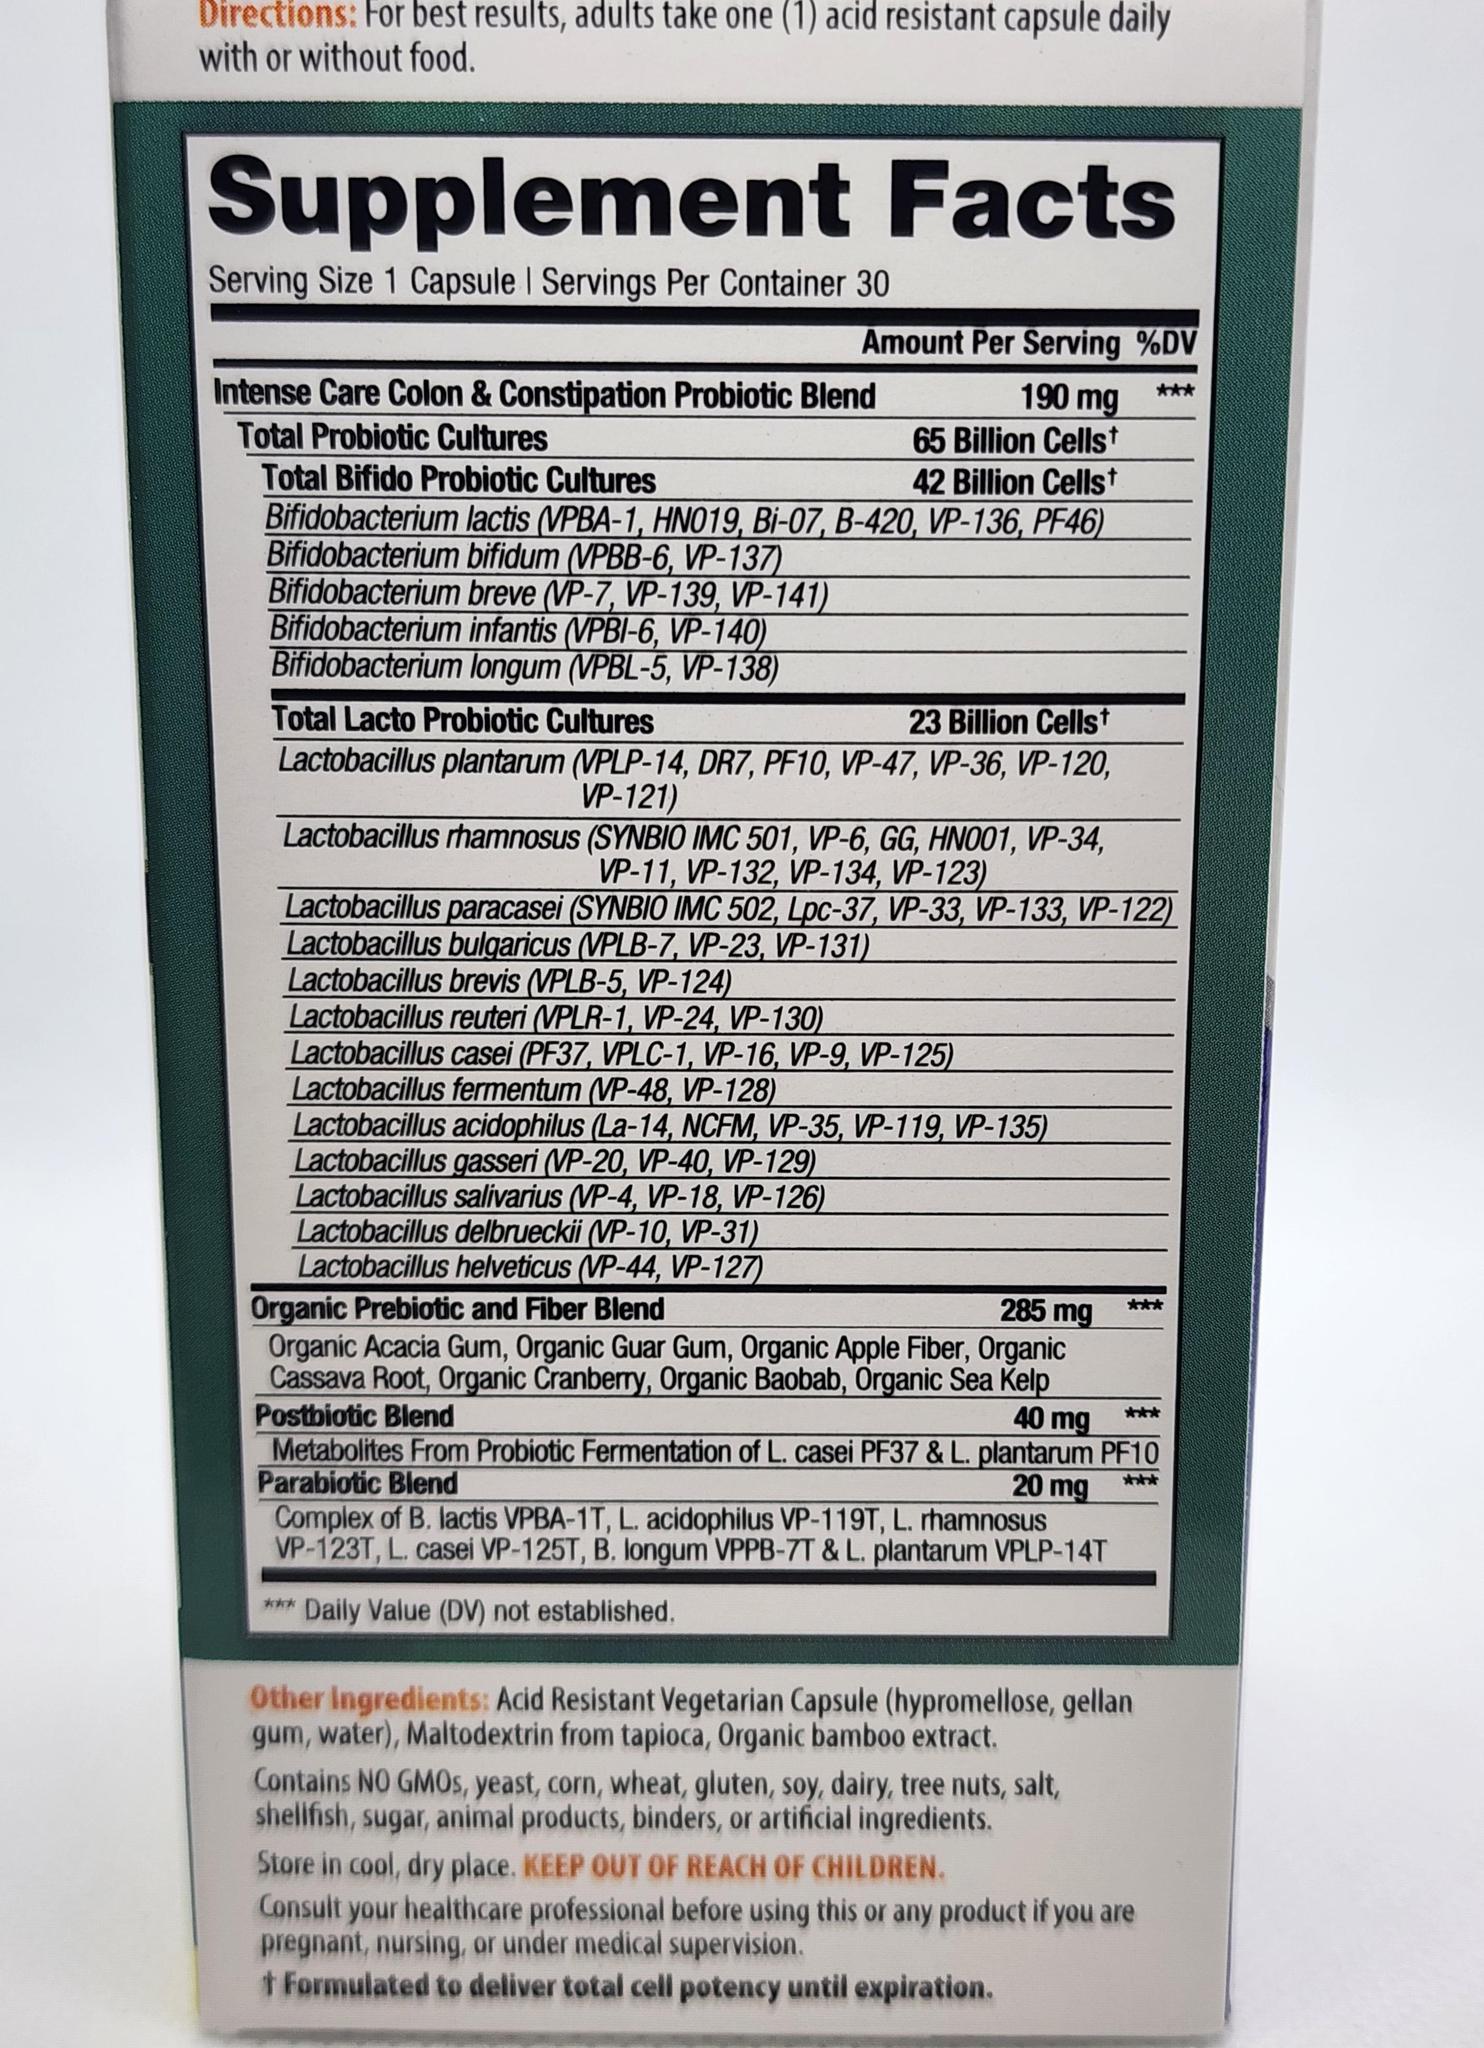 Directions: For best results, adults take one (1) acid resistant capsule daily
with or without food.
Supplement Facts
Serving Size 1 Capsule | Servings Per Container 30
Amount Per Serving %DV
Intense Care Colon & Constipation Probiotic Blend 190 mg ***
Total Probiotic Cultures 65 Billion Cells†
Total Bifido Probiotic Cultures 42 Billion Cells†
Bifidobacterium lactis (VPBA-1, HN019, Bi-07, B-420, VP-136, PF46)
Bifidobacterium bifidum (VPBB-6, VP-137)
Bifidobacterium breve (VP-7, VP-139, VP-141)
Bifidobacterium infantis (VPBI-6, VP-140)
Bifidobacterium longum (VPBL-5, VP-138)
Total Lacto Probiotic Cultures 23 Billion Cells†
Lactobacillus plantarum (VPLP-14, DR7, PF10, VP-47, VP-36, VP-120,
VP-121)
Lactobacillus rhamnosus (SYNBIO IMC 501, VP-6, GG, HN001, VP-34,
VP-11, VP-132, VP-134, VP-123)
Lactobacillus paracasei (SYNBIO IMC 502, Lpc-37, VP-33, VP-133, VP-122)
Lactobacillus bulgaricus (VPLB-7, VP-23, VP-131)
Lactobacillus brevis (VPLB-5, VP-124)
Lactobacillus reuteri (VPLR-1, VP-24, VP-130)
Lactobacillus casei (PF37, VPLC-1, VP-16, VP-9, VP-125)
Lactobacillus fermentum (VP-48, VP-128)
Lactobacillus acidophilus (La-14, NCFM, VP-35, VP-119, VP-135)
Lactobacillus gasseri (VP-20, VP-40, VP-129)
Lactobacillus salivarius (VP-4, VP-18, VP-126)
Lactobacillus delbrueckii (VP-10, VP-31)
Lactobacillus helveticus (VP-44, VP-127)
Organic Prebiotic and Fiber Blend 285 mg ***
Organic Acacia Gum, Organic Guar Gum, Organic Apple Fiber, Organic
Cassava Root, Organic Cranberry, Organic Baobab, Organic Sea Kelp
Postbiotic Blend 40 mg ***
Metabolites From Probiotic Fermentation of L. casei PF37 & L. plantarum PF10
Parabiotic Blend 20 mg ***
Complex of B. lactis VPBA-1T, L. acidophilus VP-119T, L. rhamnosus
VP-123T, L. casei VP-125T, B. longum VPPB-7T & L. plantarum VPLP-14T
*** Daily Value (DV) not established.
Other Ingredients: Acid Resistant Vegetarian Capsule (hypromellose, gellan
gum, water), Maltodextrin from tapioca, Organic bamboo extract.
Contains NO GMOs, yeast, corn, wheat, gluten, soy, dairy, tree nuts, salt,
shellfish, sugar, animal products, binders, or artificial ingredients.
Store in cool, dry place. KEEP OUT OF REACH OF CHILDREN.
Consult your healthcare professional before using this or any product if you are
pregnant, nursing, or under medical supervision.
† Formulated to deliver total cell potency until expiration.